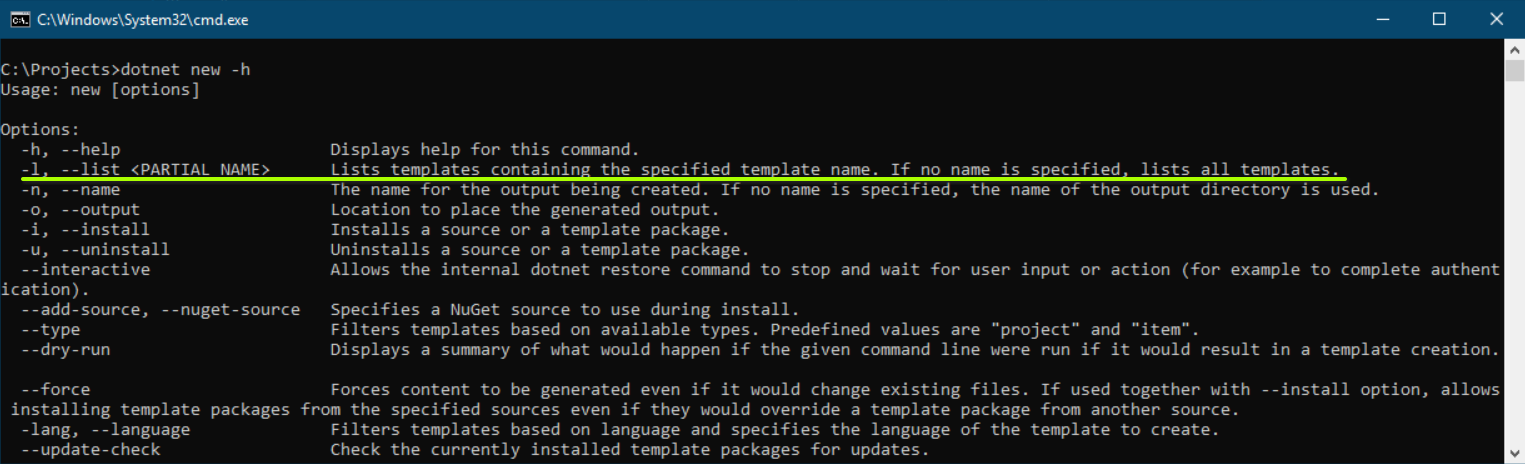 C:\Windows\System32\cmd.exe
C:\Projects>dotnet new -h
Usage: new [options]
Options:
-h, --help Displays help for this command.
-l, --list <PARTIAL NAME> Lists templates containing the specified template name. If no name is specified, lists all templates.
-n, --name The name for the output being created. If no name is specified, the name of the output directory is used.
-o, --output Location to place the generated output.
-i, --install Installs a source or a template package.
-u, --uninstall Uninstalls a source or a template package.
--interactive Allows the internal dotnet restore command to stop and wait for user input or action (for example to complete authent
ication).
--add-source, --nuget-source Specifies a NuGet source to use during install.
--type Filters templates based on available types. Predefined values are "project" and "item".
--dry-run Displays a summary of what would happen if the given command line were run if it would result in a template creation.
--force Forces content to be generated even if it would change existing files. If used together with --install option, allows
installing template packages from the specified sources even if they would override a template package from another source.
-lang, --language Filters templates based on language and specifies the language of the template to create.
--update-check Check the currently installed template packages for updates.